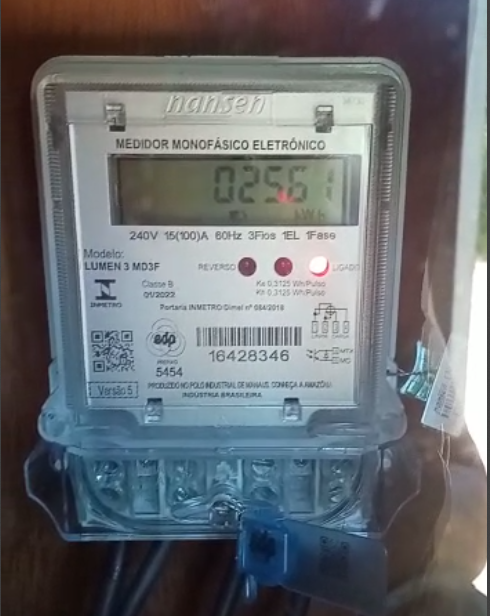 nansen
MEDIDOR MONOFÁSICO ELETRÔNICO
02561
kWh
240V 15(100)A 60Hz 3Fios 1EL 1Fase
Modelo:
LUMEN 3 MD3F
REVERSO LIGADO
Classe B
01/2022
Ke 0,3125 Wh/Pulso
Kh 0,3125 Wh/Pulso
INMETRO
Portaria INMETRO/Dimel nº 084/2018
LINHA CARGA
edp
5454
16428346
Versão 5
PRODUZIDO NO POLO INDUSTRIAL DE MANAUS. CONHEÇA A AMAZÔNIA
INDÚSTRIA BRASILEIRA